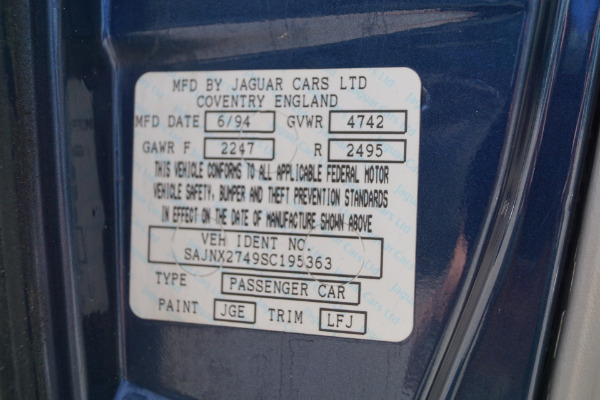 MFD BY JAGUAR CARS LTD
COVENTRY ENGLAND
MFD DATE 6/94 GVWR 4742
GAWR F 2247 R 2495
THIS VEHICLE CONFORMS TO ALL APPLICABLE FEDERAL MOTOR
VEHICLE SAFETY, BUMPER AND THEFT PREVENTION STANDARDS
IN EFFECT ON THE DATE OF MANUFACTURE SHOWN ABOVE
VEH IDENT NO.
SAJNX2749SC195363
TYPE PASSENGER CAR
PAINT JGE TRIM LFJ